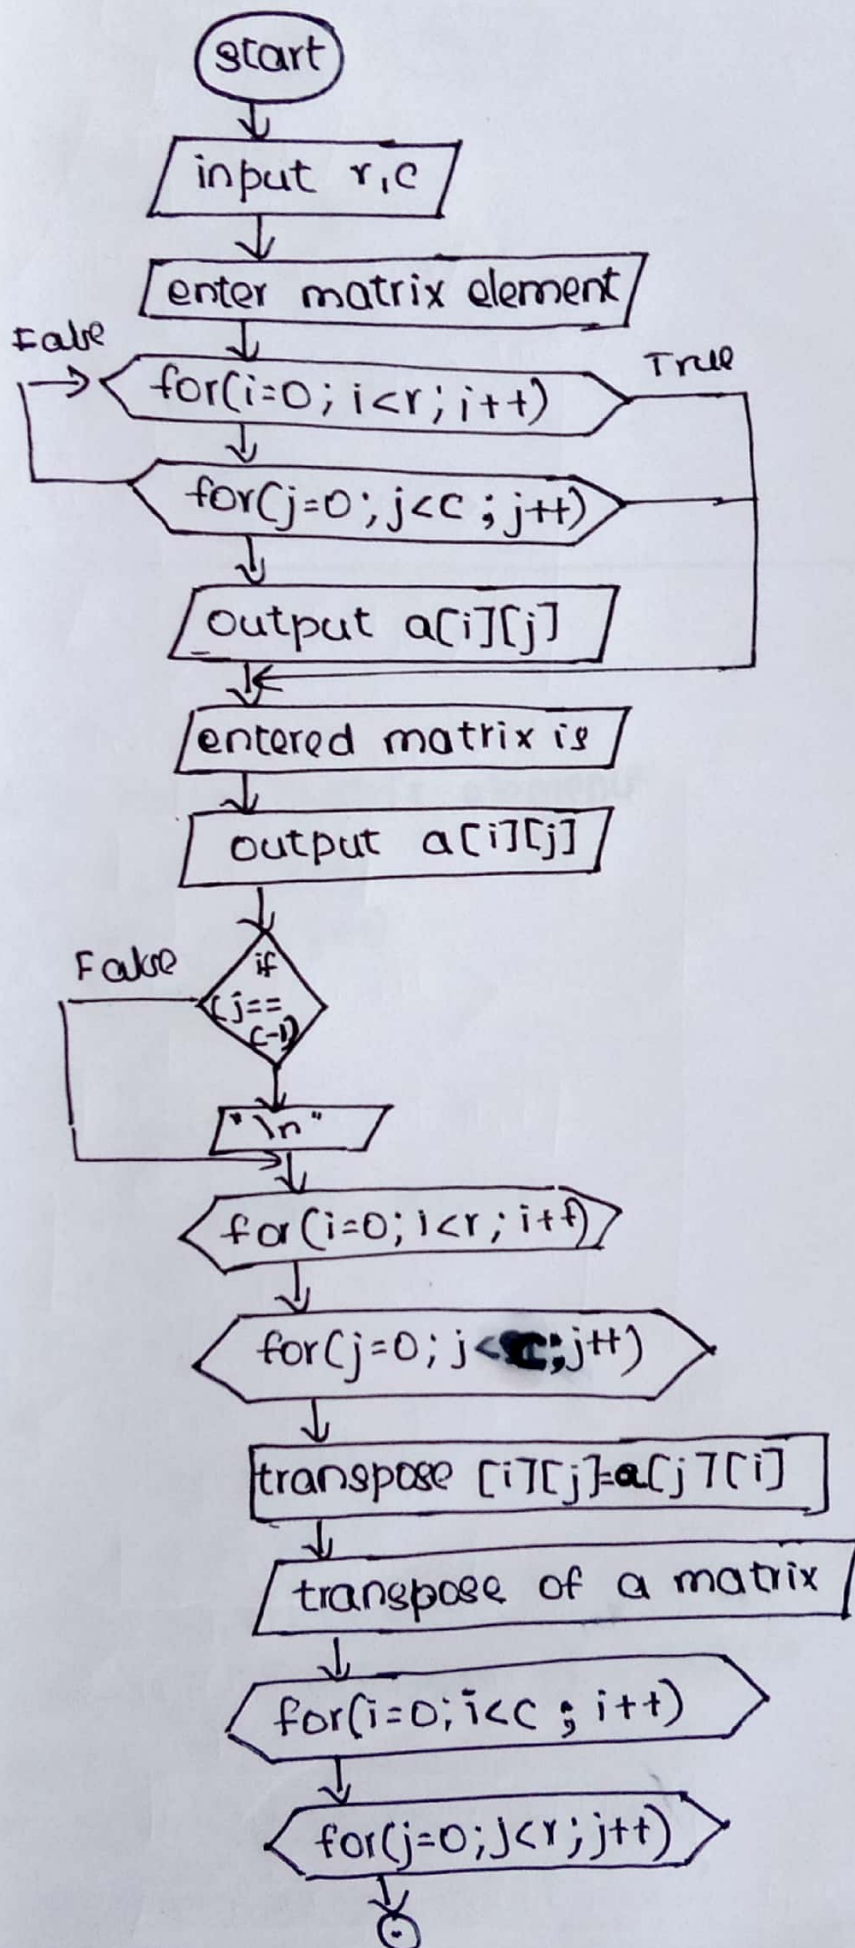 start
input r,c
enter matrix element
False
True
for(i=0; i<r; i++)
for(j=0; j<c; j++)
output a[i][j]
entered matrix is
output a[i][j]
False
if
(j==
c-1)
"\n"
for(i=0; i<r; i++)
for(j=0; j<c; j++)
transpose [i][j]=a[j][i]
transpose of a matrix
for(i=0; i<c; i++)
for(j=0; j<r; j++)